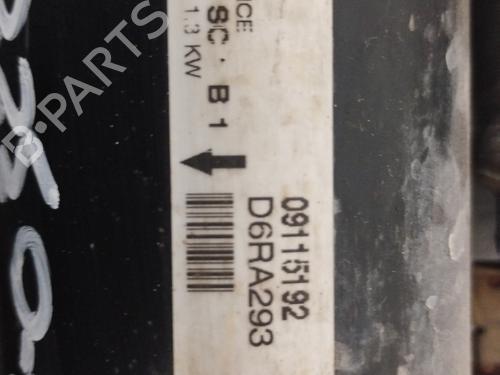 CE
SC · B 1
1.3 KW
09115192
D6RA293
B-PARTS